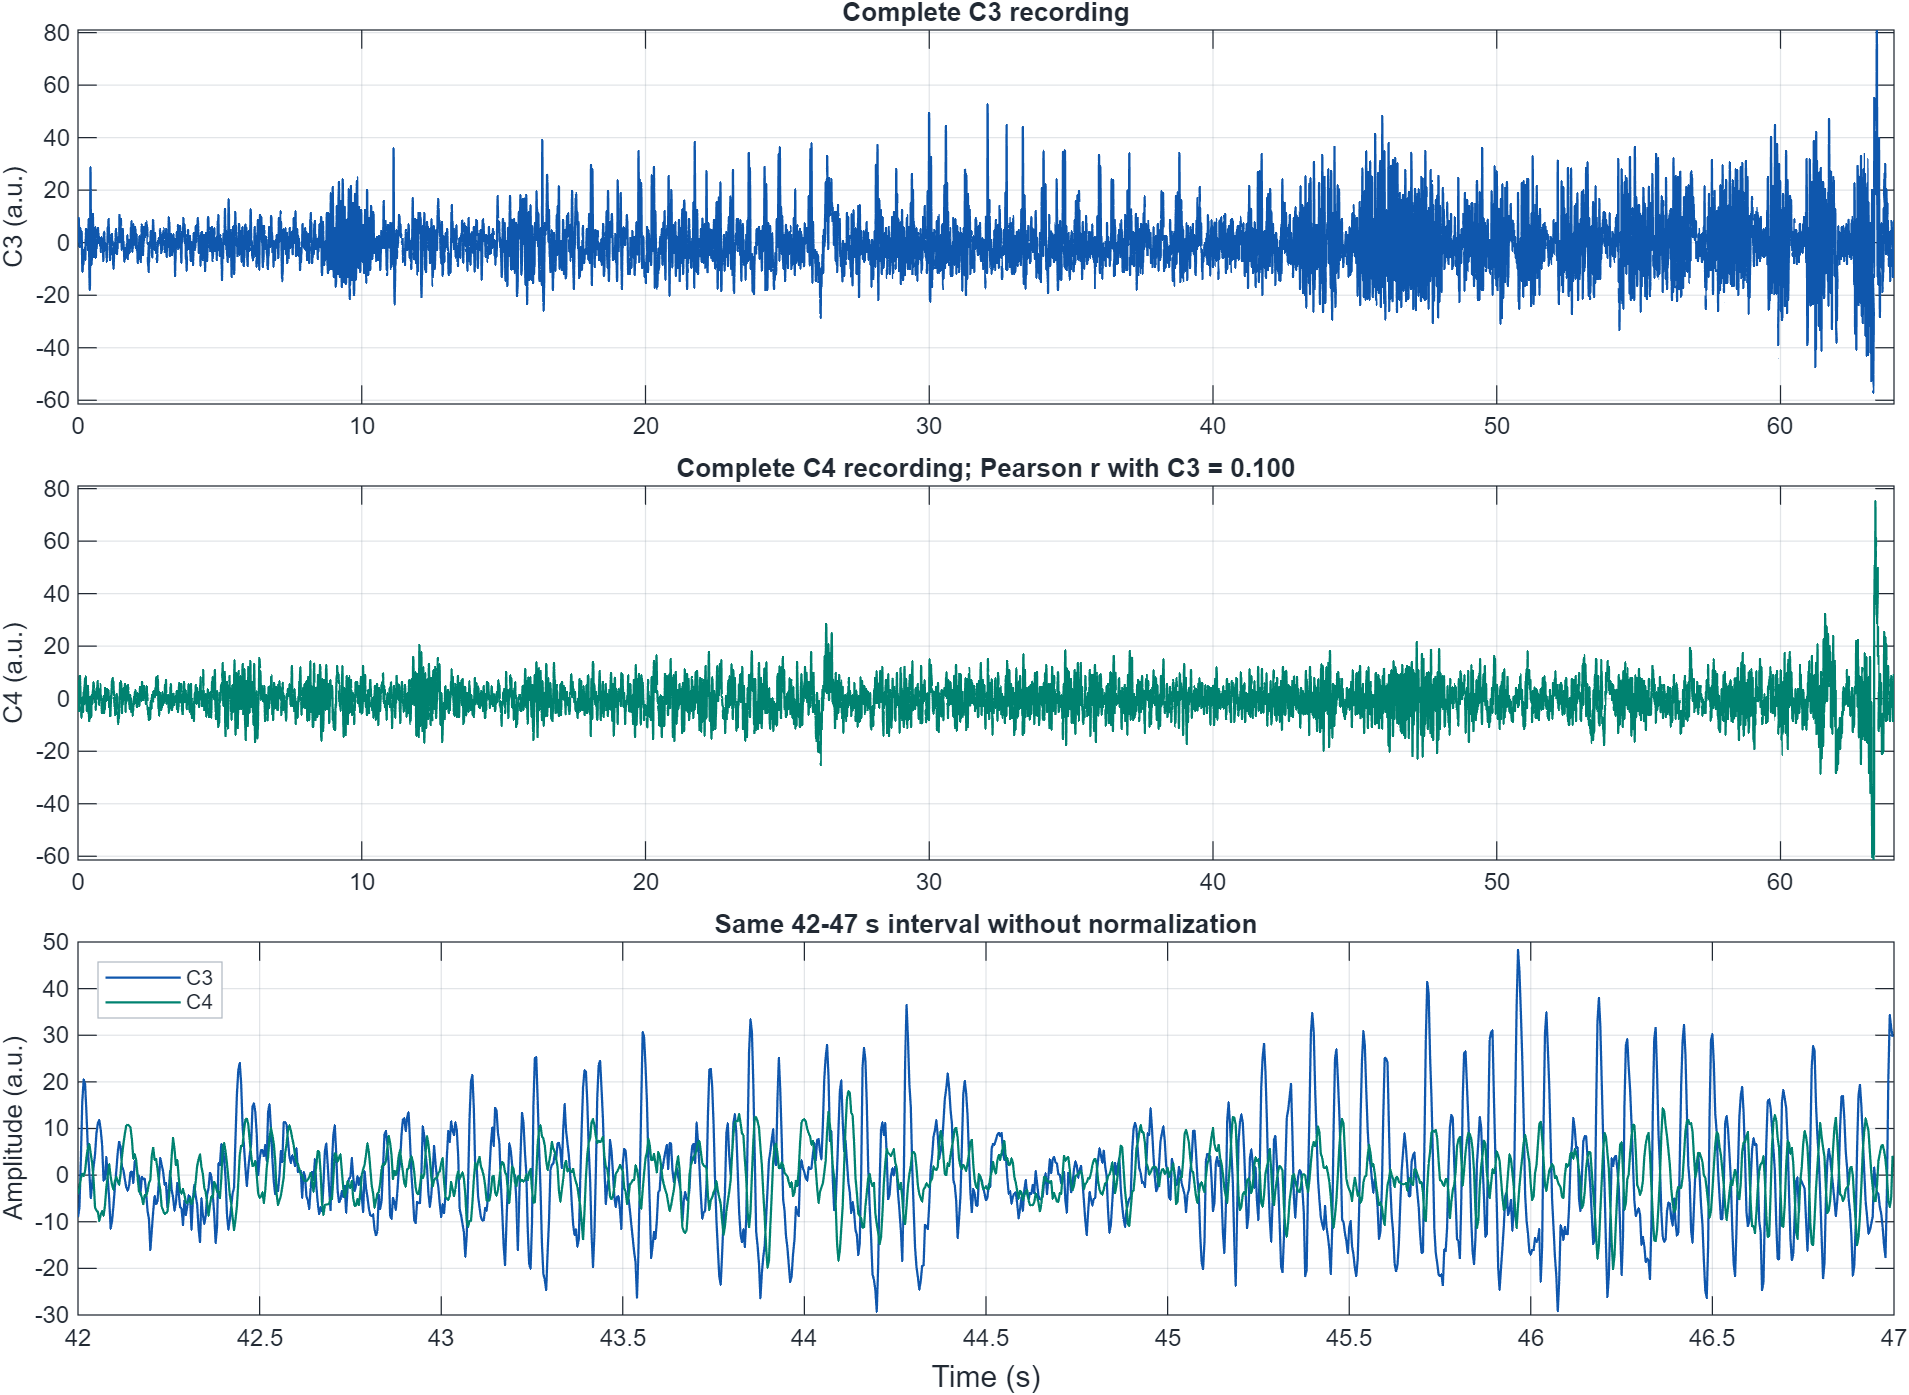 Complete C3 recording
80
60
40
20
0
-20
-40
-60
C3 (a.u.)
0 10 20 30 40 50 60
Complete C4 recording; Pearson r with C3 = 0.100
80
60
40
20
0
-20
-40
-60
C4 (a.u.)
0 10 20 30 40 50 60
Same 42-47 s interval without normalization
50
40
30
20
10
0
-10
-20
-30
Amplitude (a.u.)
C3
C4
42 42.5 43 43.5 44 44.5 45 45.5 46 46.5 47
Time (s)